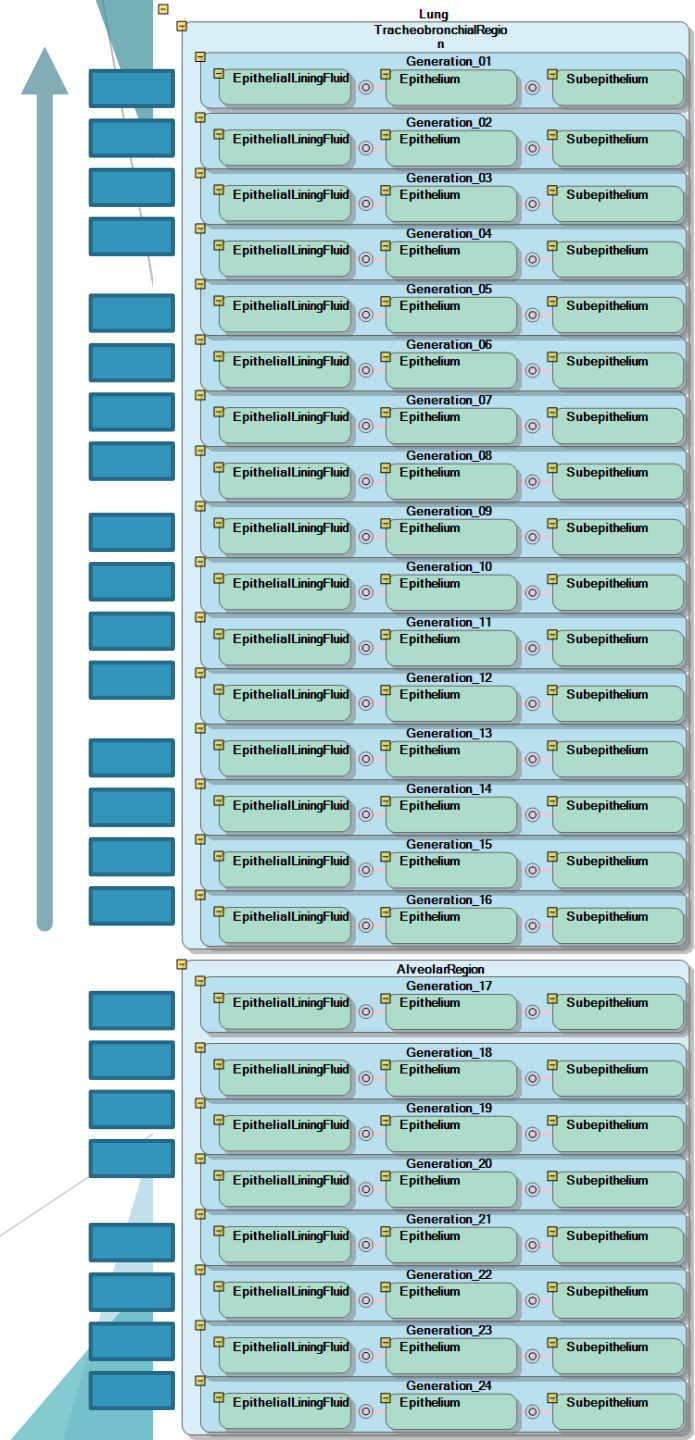 Lung
TracheobronchialRegio
n
Generation_01
EpithelialLiningFluid Epithelium Subepithelium
Generation_02
EpithelialLiningFluid Epithelium Subepithelium
Generation_03
EpithelialLiningFluid Epithelium Subepithelium
Generation_04
EpithelialLiningFluid Epithelium Subepithelium
Generation_05
EpithelialLiningFluid Epithelium Subepithelium
Generation_06
EpithelialLiningFluid Epithelium Subepithelium
Generation_07
EpithelialLiningFluid Epithelium Subepithelium
Generation_08
EpithelialLiningFluid Epithelium Subepithelium
Generation_09
EpithelialLiningFluid Epithelium Subepithelium
Generation_10
EpithelialLiningFluid Epithelium Subepithelium
Generation_11
EpithelialLiningFluid Epithelium Subepithelium
Generation_12
EpithelialLiningFluid Epithelium Subepithelium
Generation_13
EpithelialLiningFluid Epithelium Subepithelium
Generation_14
EpithelialLiningFluid Epithelium Subepithelium
Generation_15
EpithelialLiningFluid Epithelium Subepithelium
Generation_16
EpithelialLiningFluid Epithelium Subepithelium
AlveolarRegion
Generation_17
EpithelialLiningFluid Epithelium Subepithelium
Generation_18
EpithelialLiningFluid Epithelium Subepithelium
Generation_19
EpithelialLiningFluid Epithelium Subepithelium
Generation_20
EpithelialLiningFluid Epithelium Subepithelium
Generation_21
EpithelialLiningFluid Epithelium Subepithelium
Generation_22
EpithelialLiningFluid Epithelium Subepithelium
Generation_23
EpithelialLiningFluid Epithelium Subepithelium
Generation_24
EpithelialLiningFluid Epithelium Subepithelium